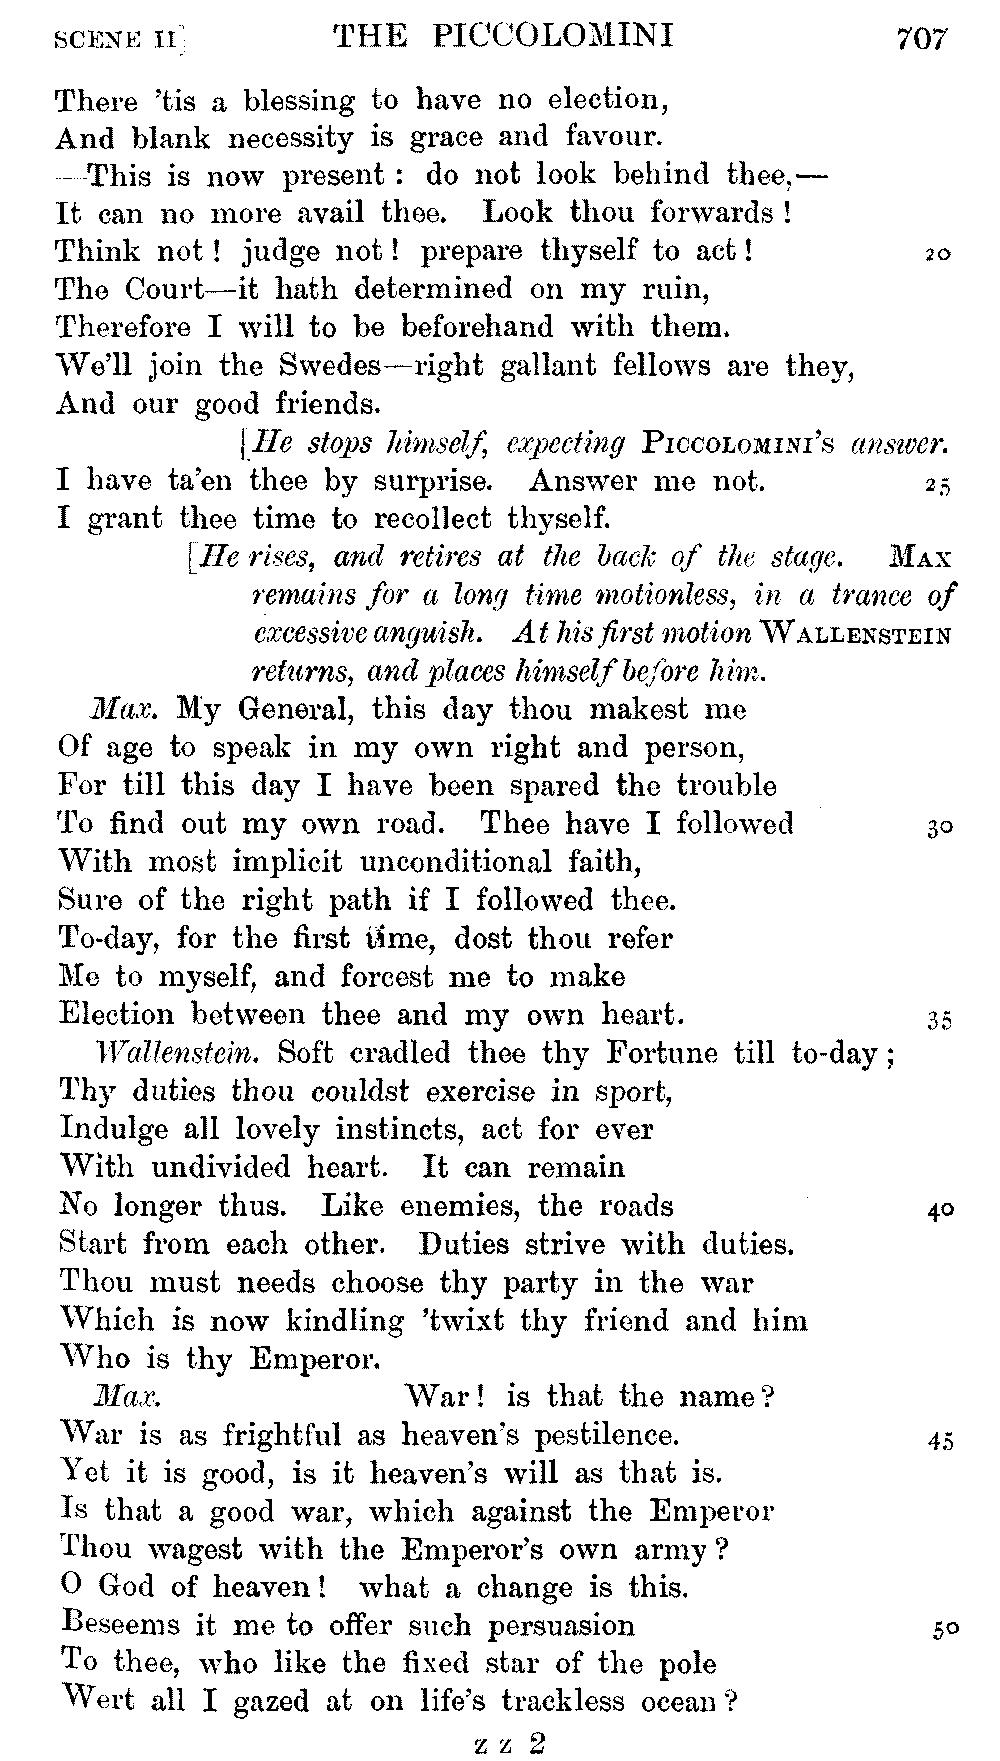 SCENE II] THE PICCOLOMINI 707
There 'tis a blessing to have no election,
And blank necessity is grace and favour.
—This is now present : do not look behind thee,—
It can no more avail thee. Look thou forwards !
Think not ! judge not ! prepare thyself to act ! 20
The Court—it hath determined on my ruin,
Therefore I will to be beforehand with them.
We'll join the Swedes—right gallant fellows are they,
And our good friends.
[He stops himself, expecting PICCOLOMINI'S answer.
I have ta'en thee by surprise. Answer me not. 25
I grant thee time to recollect thyself.
[He rises, and retires at the back of the stage. MAX
remains for a long time motionless, in a trance of
excessive anguish. At his first motion WALLENSTEIN
returns, and places himself before him.
Max. My General, this day thou makest me
Of age to speak in my own right and person,
For till this day I have been spared the trouble
To find out my own road. Thee have I followed 30
With most implicit unconditional faith,
Sure of the right path if I followed thee.
To-day, for the first time, dost thou refer
Me to myself, and forcest me to make
Election between thee and my own heart. 35
Wallenstein. Soft cradled thee thy Fortune till to-day ;
Thy duties thou couldst exercise in sport,
Indulge all lovely instincts, act for ever
With undivided heart. It can remain
No longer thus. Like enemies, the roads 40
Start from each other. Duties strive with duties.
Thou must needs choose thy party in the war
Which is now kindling 'twixt thy friend and him
Who is thy Emperor.
Max. War ! is that the name ?
War is as frightful as heaven's pestilence. 45
Yet it is good, is it heaven's will as that is.
Is that a good war, which against the Emperor
Thou wagest with the Emperor's own army ?
O God of heaven ! what a change is this.
Beseems it me to offer such persuasion 50
To thee, who like the fixed star of the pole
Wert all I gazed at on life's trackless ocean ?
z z 2